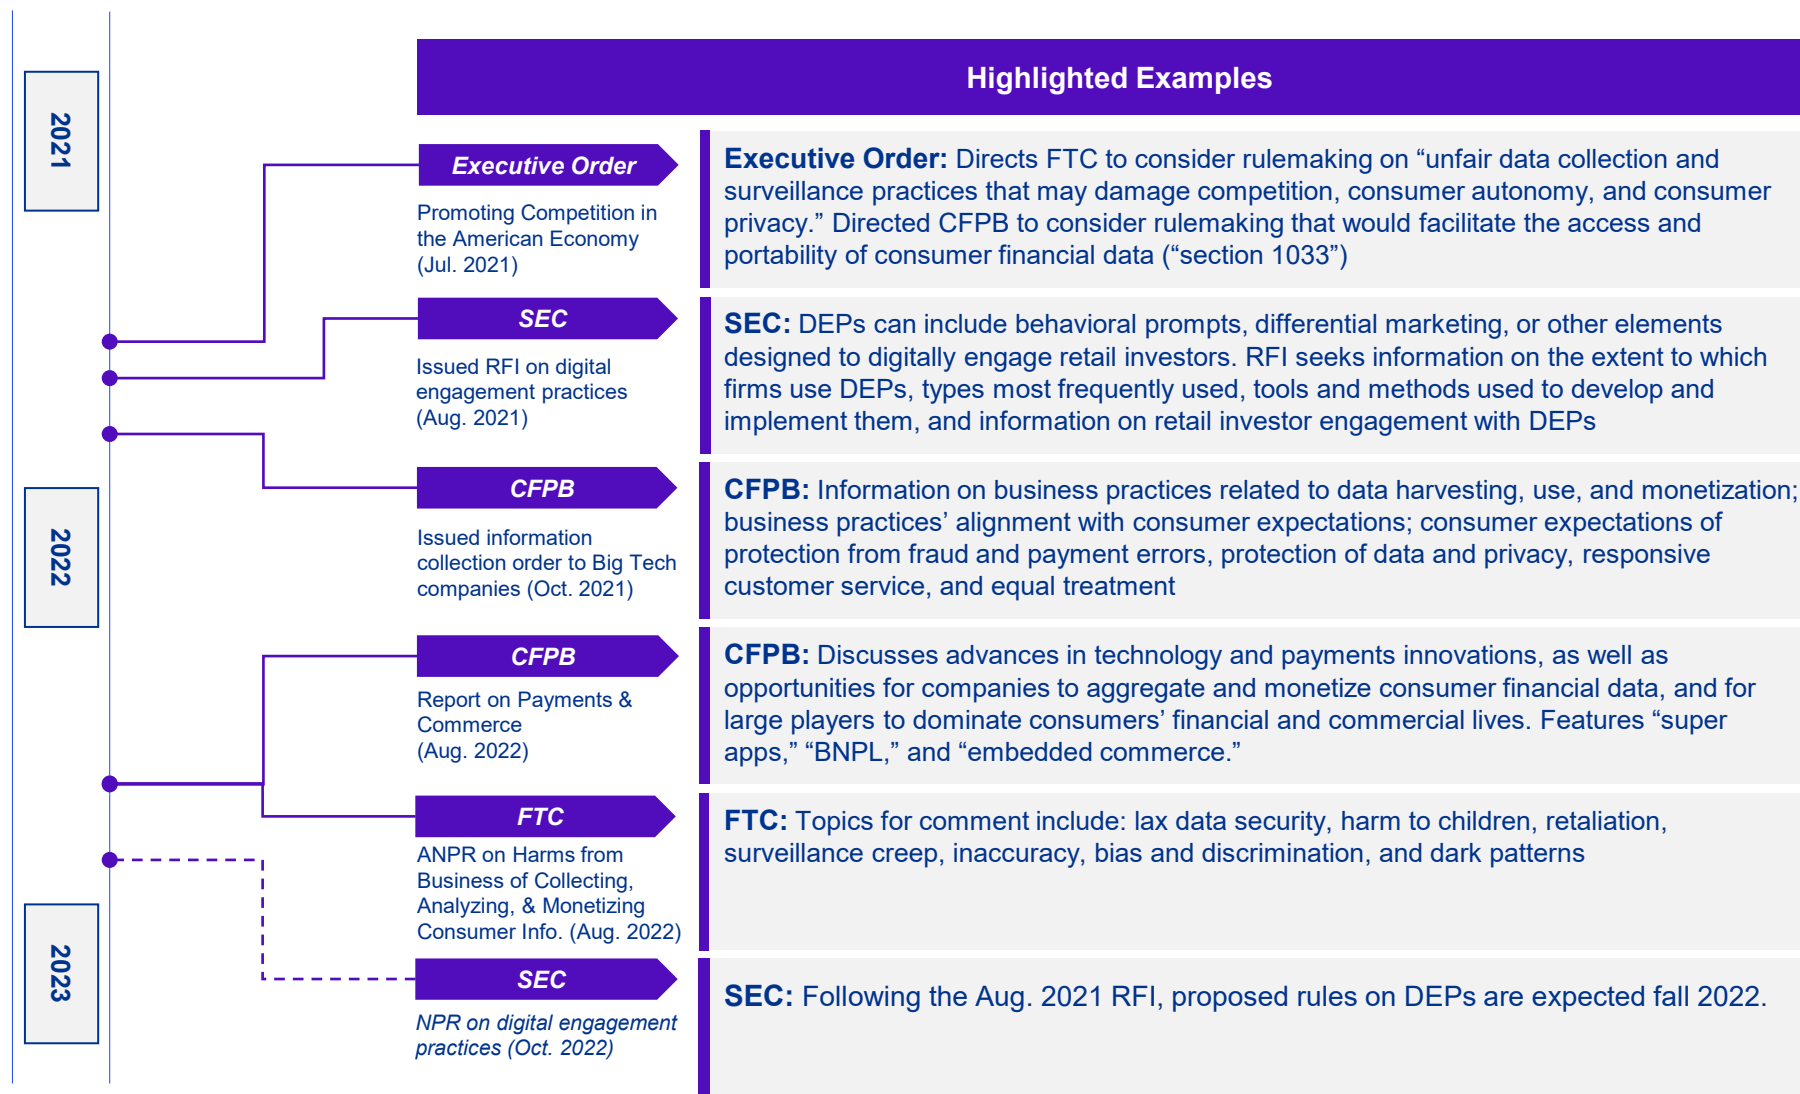 Highlighted Examples
2021
Executive Order
Promoting Competition in
the American Economy
(Jul. 2021)
Executive Order: Directs FTC to consider rulemaking on “unfair data collection and
surveillance practices that may damage competition, consumer autonomy, and consumer
privacy.” Directed CFPB to consider rulemaking that would facilitate the access and
portability of consumer financial data (“section 1033”)
SEC
Issued RFI on digital
engagement practices
(Aug. 2021)
SEC: DEPs can include behavioral prompts, differential marketing, or other elements
designed to digitally engage retail investors. RFI seeks information on the extent to which
firms use DEPs, types most frequently used, tools and methods used to develop and
implement them, and information on retail investor engagement with DEPs
2022
CFPB
Issued information
collection order to Big Tech
companies (Oct. 2021)
CFPB: Information on business practices related to data harvesting, use, and monetization;
business practices’ alignment with consumer expectations; consumer expectations of
protection from fraud and payment errors, protection of data and privacy, responsive
customer service, and equal treatment
CFPB
Report on Payments &
Commerce
(Aug. 2022)
CFPB: Discusses advances in technology and payments innovations, as well as
opportunities for companies to aggregate and monetize consumer financial data, and for
large players to dominate consumers’ financial and commercial lives. Features “super
apps,” “BNPL,” and “embedded commerce.”
FTC
ANPR on Harms from
Business of Collecting,
Analyzing, & Monetizing
Consumer Info. (Aug. 2022)
FTC: Topics for comment include: lax data security, harm to children, retaliation,
surveillance creep, inaccuracy, bias and discrimination, and dark patterns
2023
SEC
NPR on digital engagement
practices (Oct. 2022)
SEC: Following the Aug. 2021 RFI, proposed rules on DEPs are expected fall 2022.